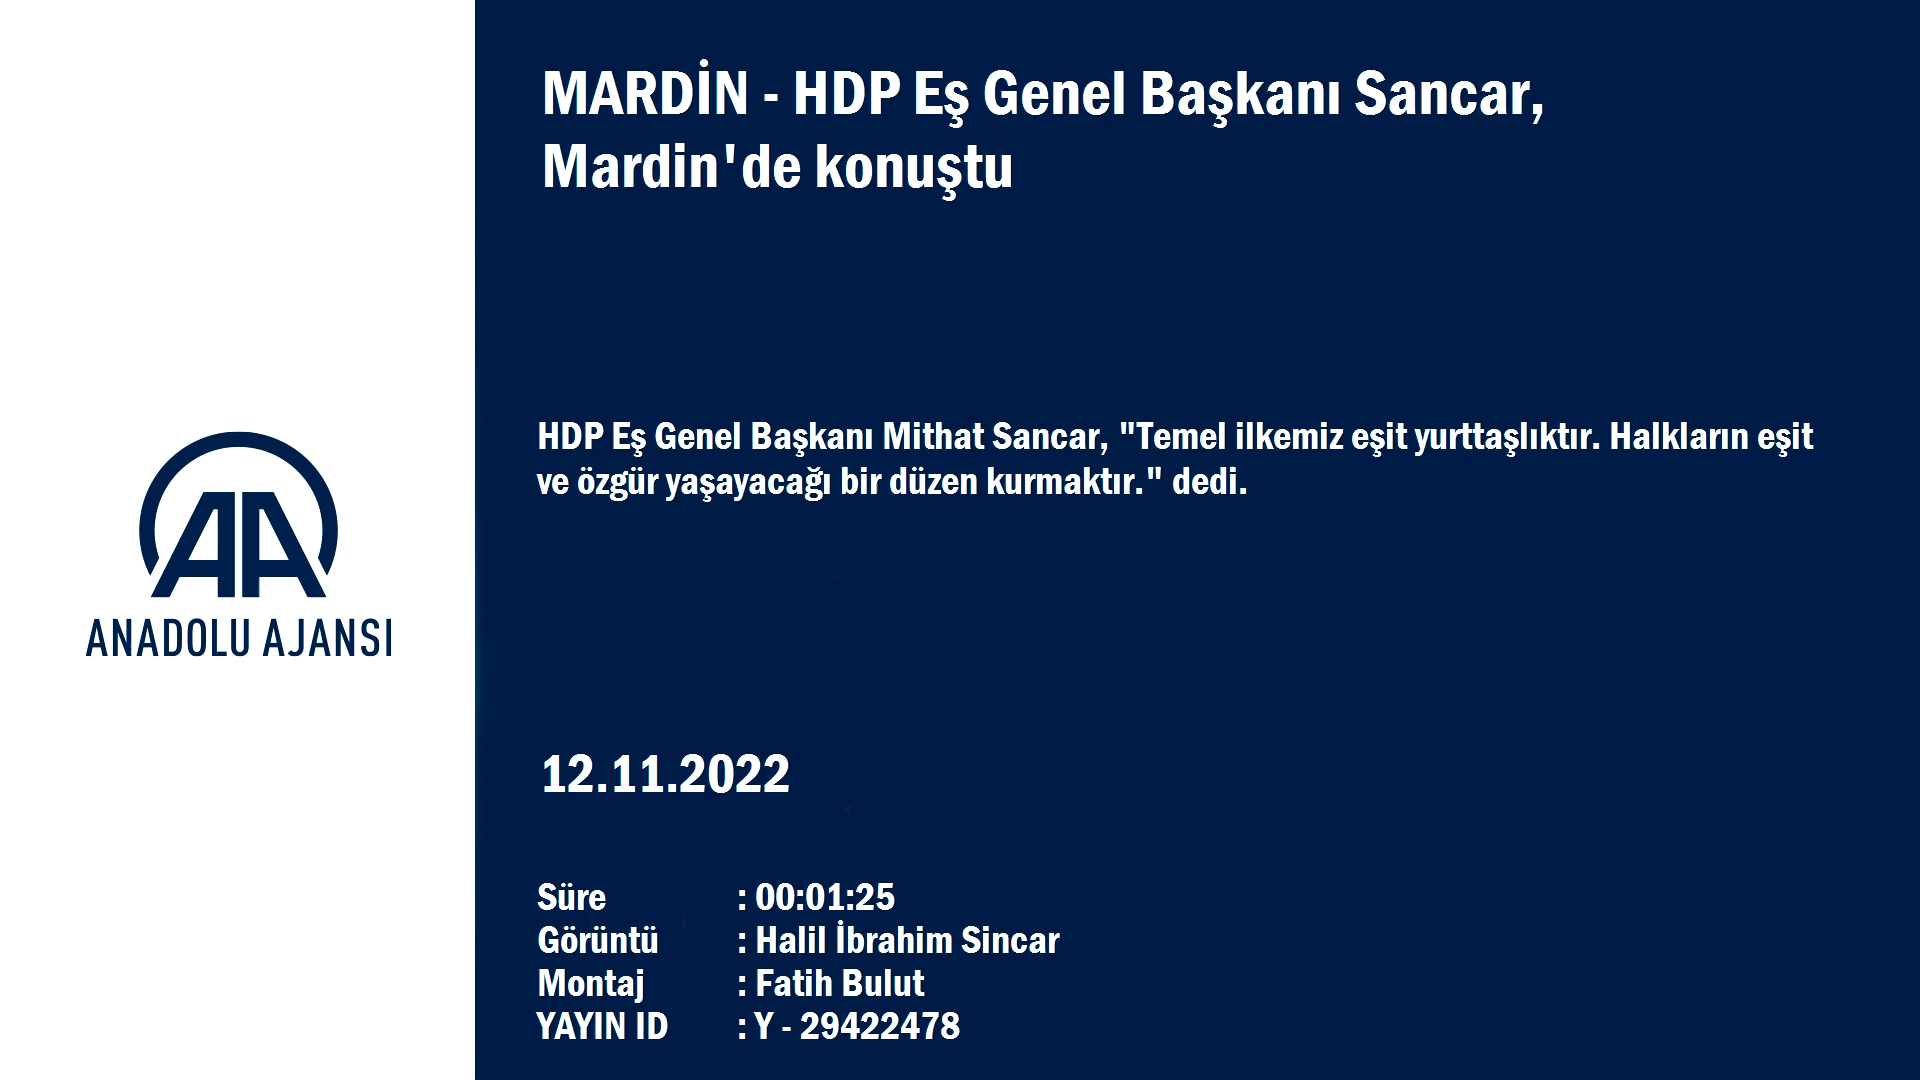 MARDİN - HDP Eş Genel Başkanı Sancar,
Mardin'de konuştu
HDP Eş Genel Başkanı Mithat Sancar, "Temel ilkemiz eşit yurttaşlıktır. Halkların eşit
ve özgür yaşayacağı bir düzen kurmaktır." dedi.
AA
ANADOLU AJANSI
12.11.2022
Süre : 00:01:25
Görüntü : Halil İbrahim Sincar
Montaj : Fatih Bulut
YAYIN ID : Y - 29422478